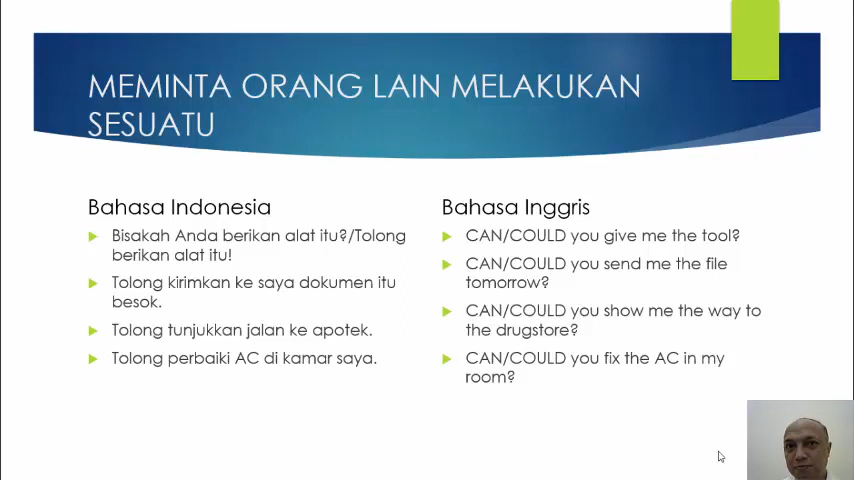 MEMINTA ORANG LAIN MELAKUKAN
SESUATU
Bahasa Indonesia
Bisakah Anda berikan alat itu?/Tolong
berikan alat itu!
Tolong kirimkan ke saya dokumen itu
besok.
Tolong tunjukkan jalan ke apotek.
Tolong perbaiki AC di kamar saya.
Bahasa Inggris
CAN/COULD you give me the tool?
CAN/COULD you send me the file
tomorrow?
CAN/COULD you show me the way to
the drugstore?
CAN/COULD you fix the AC in my
room?